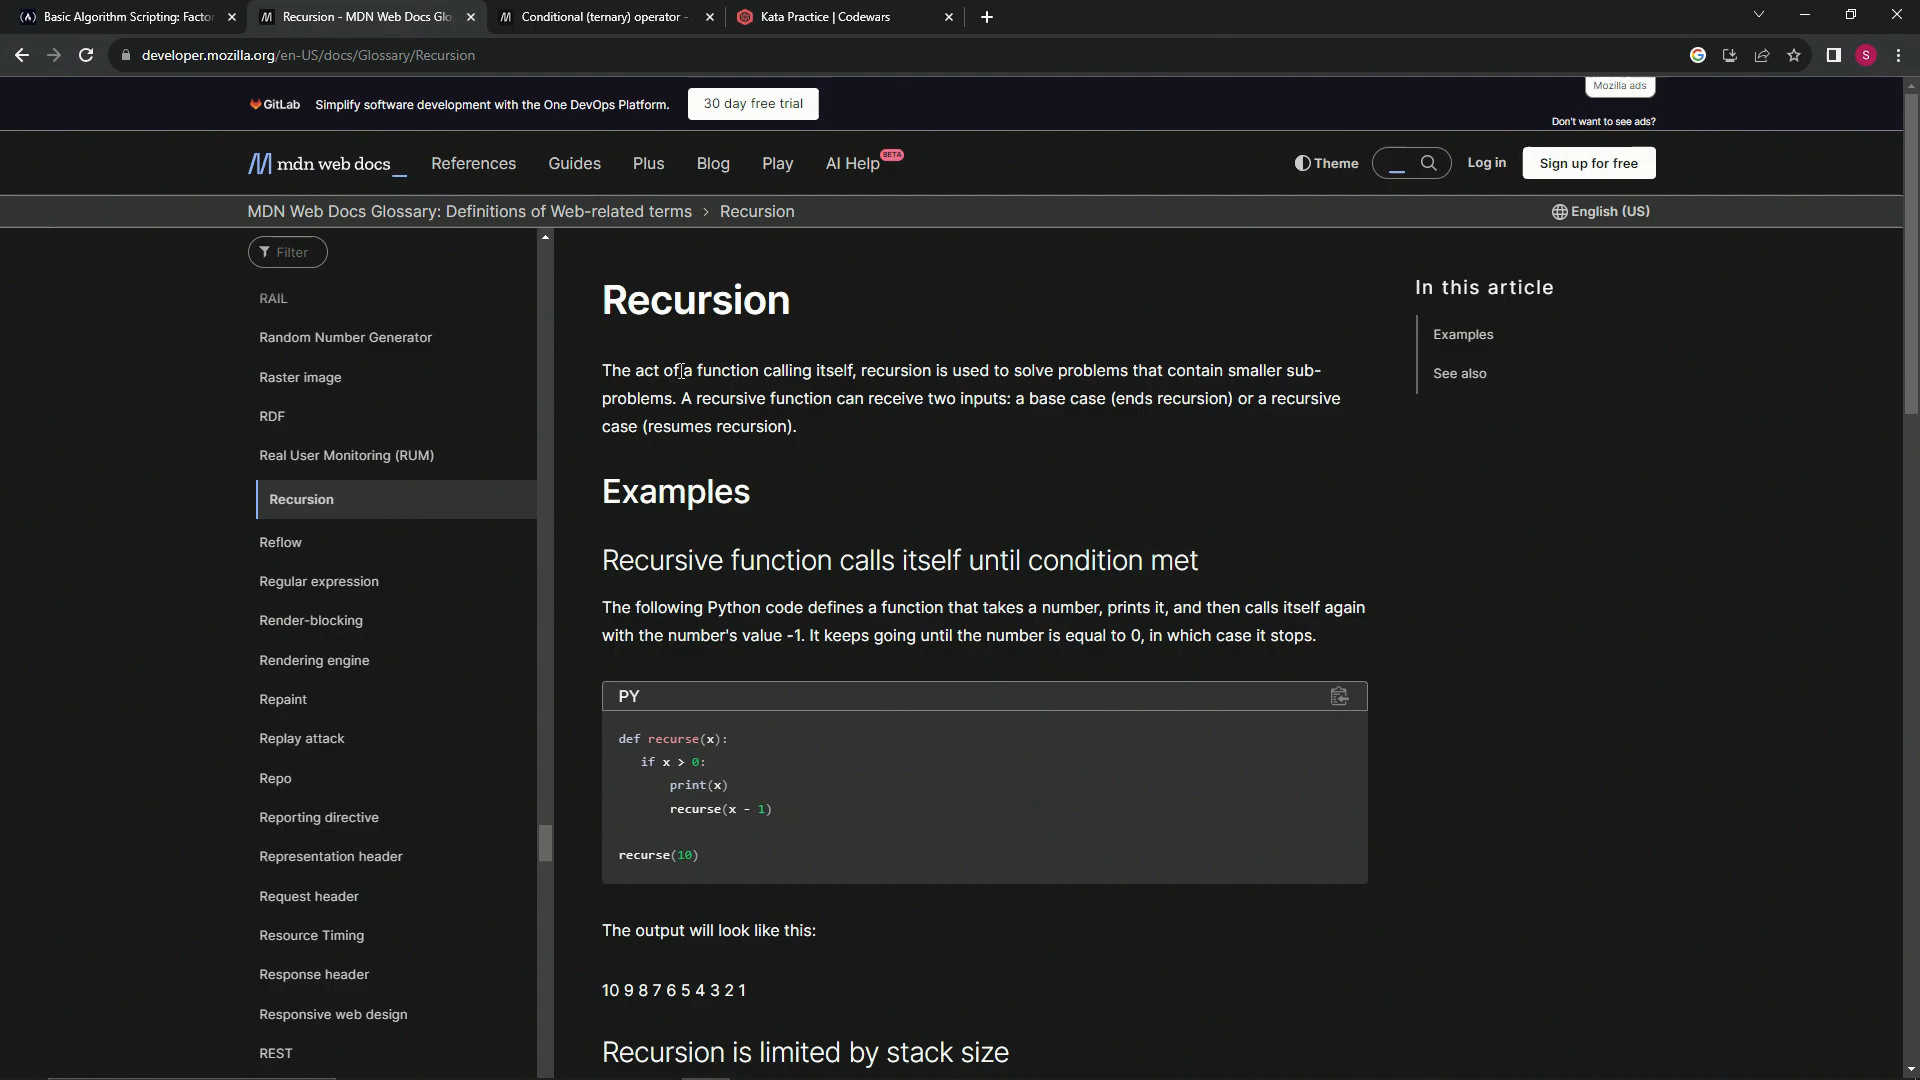 Basic Algorithm Scripting: Factor
Recursion - MDN Web Docs Glo
Conditional (ternary) operator -
Kata Practice | Codewars
developer.mozilla.org/en-US/docs/Glossary/Recursion
S
GitLab Simplify software development with the One DevOps Platform. 30 day free trial
Mozilla ads
Don't want to see ads?
mdn web docs_
References Guides Plus Blog Play AI Help BETA
Theme Log in Sign up for free
MDN Web Docs Glossary: Definitions of Web-related terms > Recursion
English (US)
Filter
RAIL
Random Number Generator
Raster image
RDF
Real User Monitoring (RUM)
Recursion
Reflow
Regular expression
Render-blocking
Rendering engine
Repaint
Replay attack
Repo
Reporting directive
Representation header
Request header
Resource Timing
Response header
Responsive web design
REST
Recursion
The act of a function calling itself, recursion is used to solve problems that contain smaller sub-
problems. A recursive function can receive two inputs: a base case (ends recursion) or a recursive
case (resumes recursion).
Examples
Recursive function calls itself until condition met
The following Python code defines a function that takes a number, prints it, and then calls itself again
with the number's value -1. It keeps going until the number is equal to 0, in which case it stops.
PY
def recurse(x):
if x > 0:
print(x)
recurse(x - 1)
recurse(10)
The output will look like this:
10 9 8 7 6 5 4 3 2 1
Recursion is limited by stack size
In this article
Examples
See also